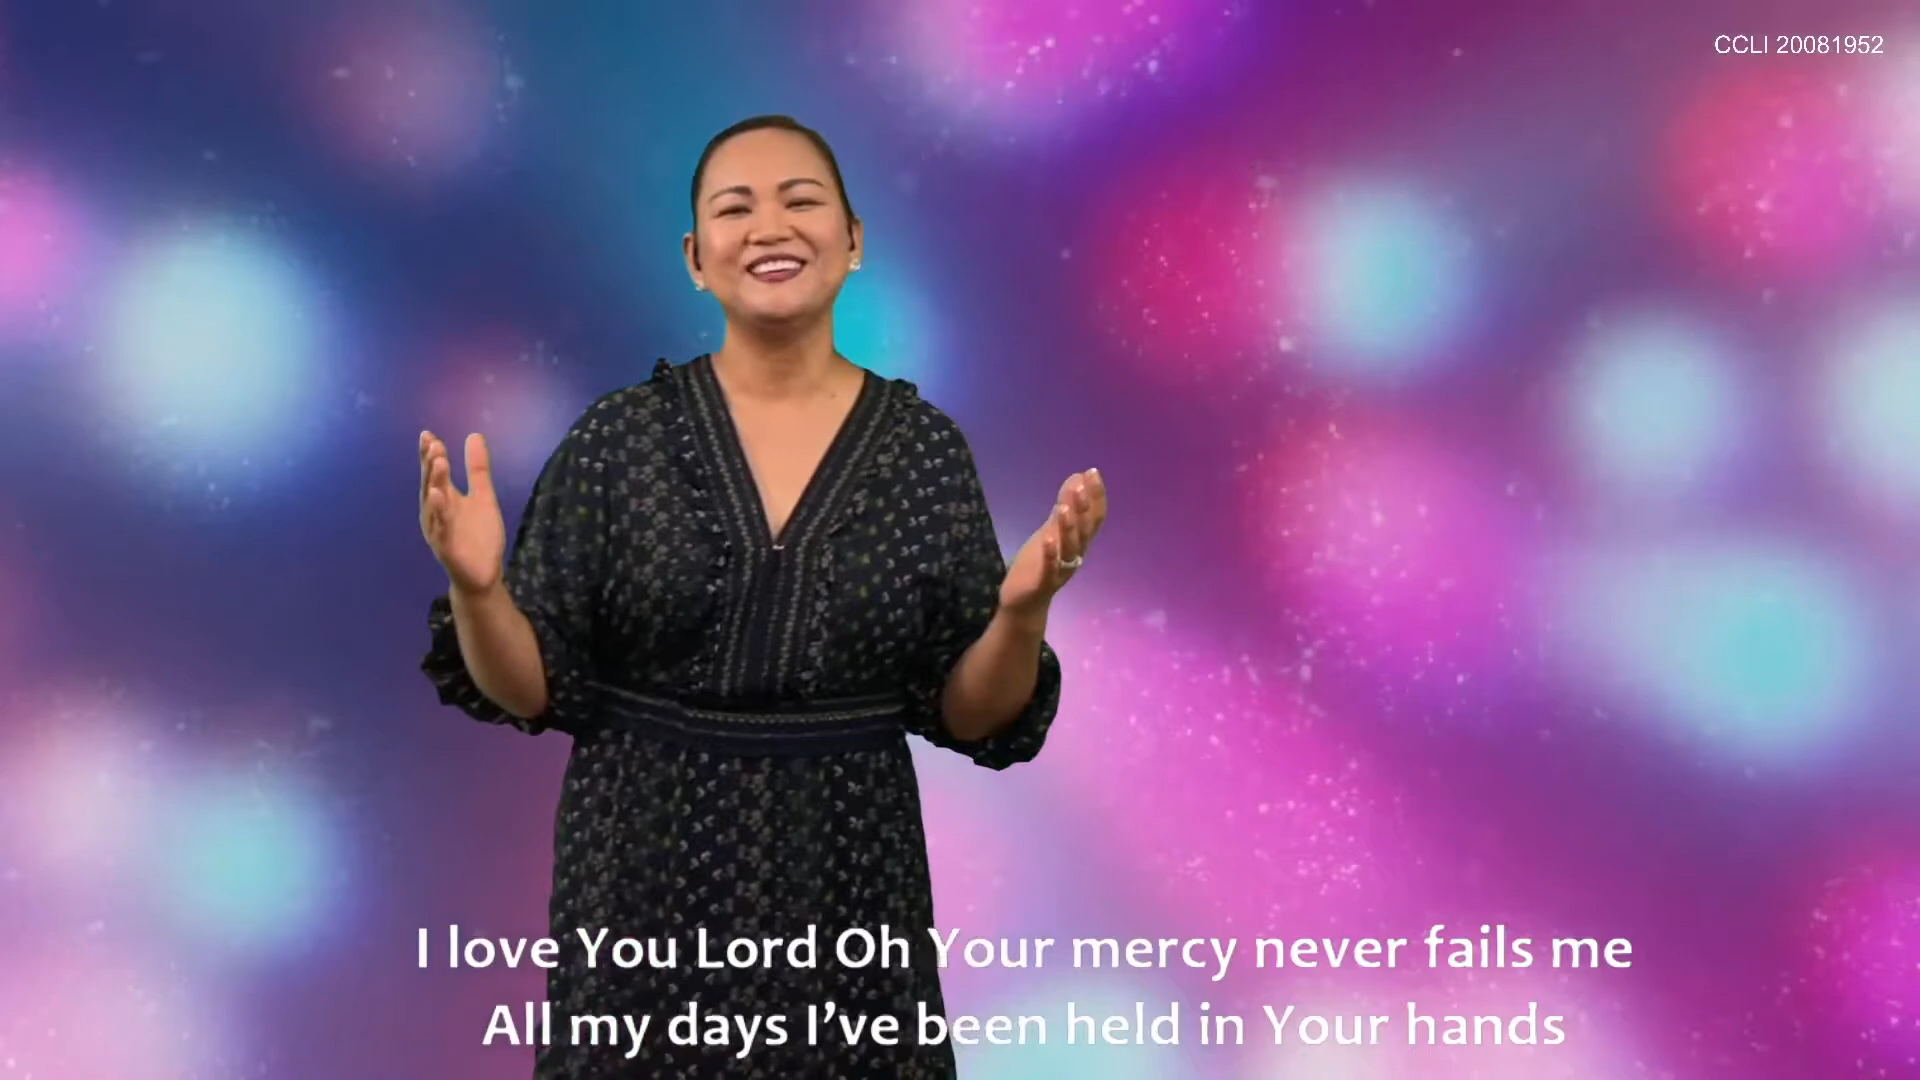 CCLI 20081952
I love You Lord Oh Your mercy never fails me
All my days I’ve been held in Your hands